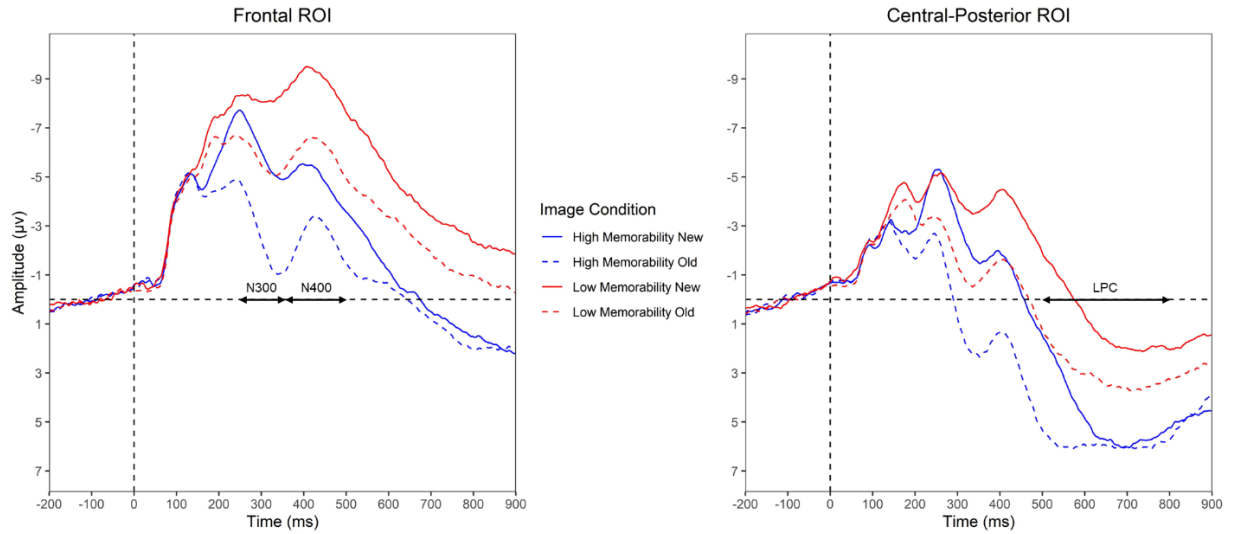 Frontal ROI
Amplitude (μv)
-9
-7
-5
-3
-1
1
3
5
7
N300
N400
-200 -100 0 100 200 300 400 500 600 700 800 900
Time (ms)
Image Condition
High Memorability New
High Memorability Old
Low Memorability New
Low Memorability Old
Central-Posterior ROI
-9
-7
-5
-3
-1
1
3
5
7
LPC
-200 -100 0 100 200 300 400 500 600 700 800 900
Time (ms)